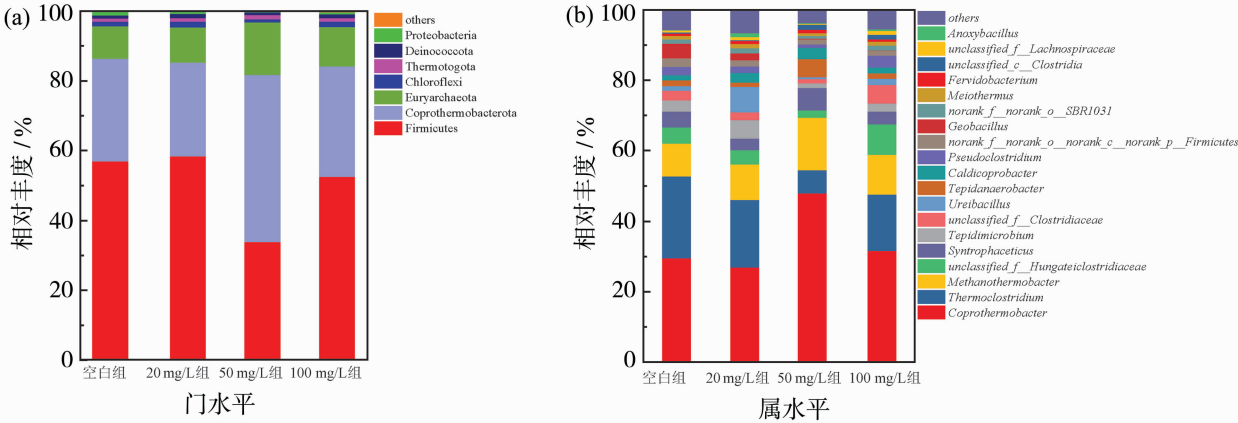 (a)
100
80
60
40
20
0
相对丰度 / %
空白组
20 mg/L组
50 mg/L组
100 mg/L组
门水平
others
Proteobacteria
Deinococcota
Thermotogota
Chloroflexi
Euryarchaeota
Coprothermobacterota
Firmicutes
(b)
100
80
60
40
20
0
相对丰度 / %
空白组
20 mg/L组
50 mg/L组
100 mg/L组
属水平
others
Anoxybacillus
unclassified_f__Lachnospiraceae
unclassified_c__Clostridia
Fervidobacterium
Meiothermus
norank_f__norank_o__SBR1031
Geobacillus
norank_f__norank_o__norank_c__norank_p__Firmicutes
Pseudoclostridium
Caldicoprobacter
Tepidanaerobacter
Ureibacillus
unclassified_f__Clostridiaceae
Tepidimicrobium
Syntrophaceticus
unclassified_f__Hungateiclostridiaceae
Methanothermobacter
Thermoclostridium
Coprothermobacter